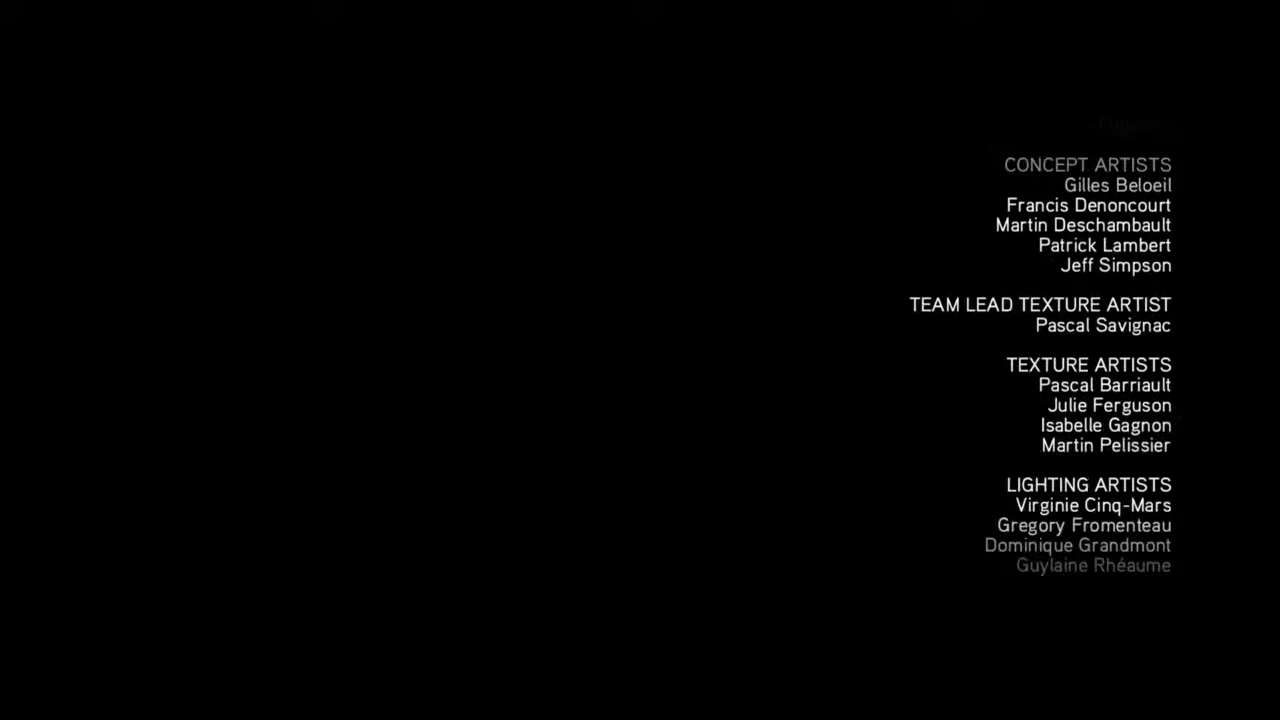 CONCEPT ARTISTS
Gilles Beloeil
Francis Denoncourt
Martin Deschambault
Patrick Lambert
Jeff Simpson
TEAM LEAD TEXTURE ARTIST
Pascal Savignac
TEXTURE ARTISTS
Pascal Barriault
Julie Ferguson
Isabelle Gagnon
Martin Pelissier
LIGHTING ARTISTS
Virginie Cinq-Mars
Gregory Fromenteau
Dominique Grandmont
Guylaine Rhéaume